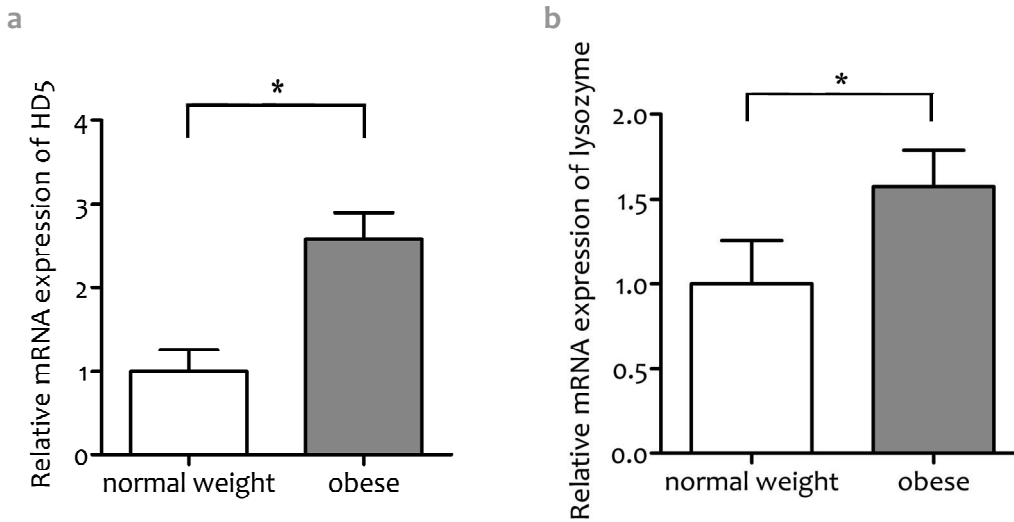 a
Relative mRNA expression of HD5
4
3
2
1
0
*
normal weight
obese
b
Relative mRNA expression of lysozyme
2.0
1.5
1.0
0.5
0.0
*
normal weight
obese